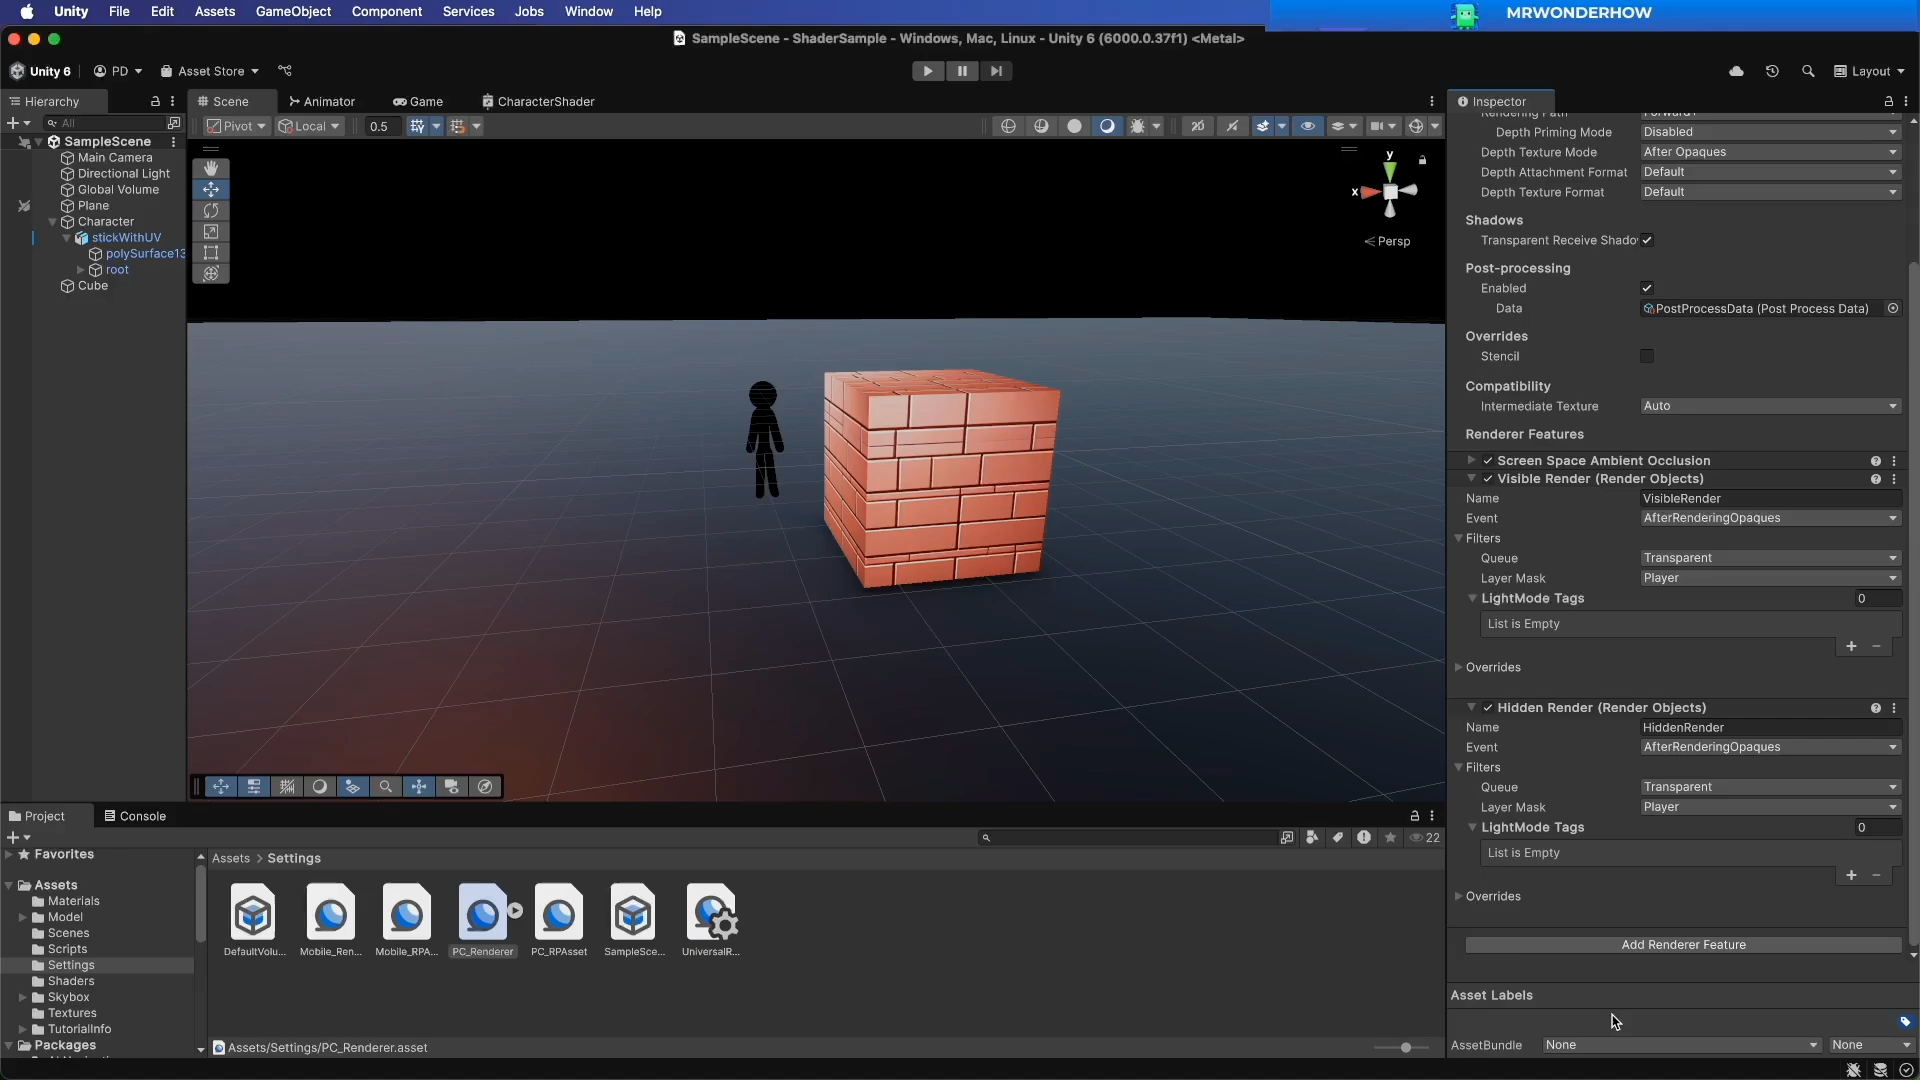 Unity File Edit Assets GameObject Component Services Jobs Window Help
MRWONDERHOW
SampleScene - ShaderSample - Windows, Mac, Linux - Unity 6 (6000.0.37f1) <Metal>
Unity 6 PD Asset Store Layout
Hierarchy
All
SampleScene
Main Camera
Directional Light
Global Volume
Plane
Character
stickWithUV
polySurface13
root
Cube
Scene Animator Game CharacterShader
Pivot Local 0.5 2D
y
x
Persp
Inspector
Rendering Path Forward+
Depth Priming Mode Disabled
Depth Texture Mode After Opaques
Depth Attachment Format Default
Depth Texture Format Default
Shadows
Transparent Receive Shado
Post-processing
Enabled
Data PostProcessData (Post Process Data)
Overrides
Stencil
Compatibility
Intermediate Texture Auto
Renderer Features
Screen Space Ambient Occlusion
Visible Render (Render Objects)
Name VisibleRender
Event AfterRenderingOpaques
Filters
Queue Transparent
Layer Mask Player
LightMode Tags 0
List is Empty
Overrides
Hidden Render (Render Objects)
Name HiddenRender
Event AfterRenderingOpaques
Filters
Queue Transparent
Layer Mask Player
LightMode Tags 0
List is Empty
Overrides
Add Renderer Feature
Asset Labels
AssetBundle None None
Project Console
22
Favorites
Assets
Materials
Model
Scenes
Scripts
Settings
Shaders
Skybox
Textures
TutorialInfo
Packages
Assets > Settings
DefaultVolu... Mobile_Ren... Mobile_RPA... PC_Renderer PC_RPAsset SampleSce... UniversalR...
Assets/Settings/PC_Renderer.asset